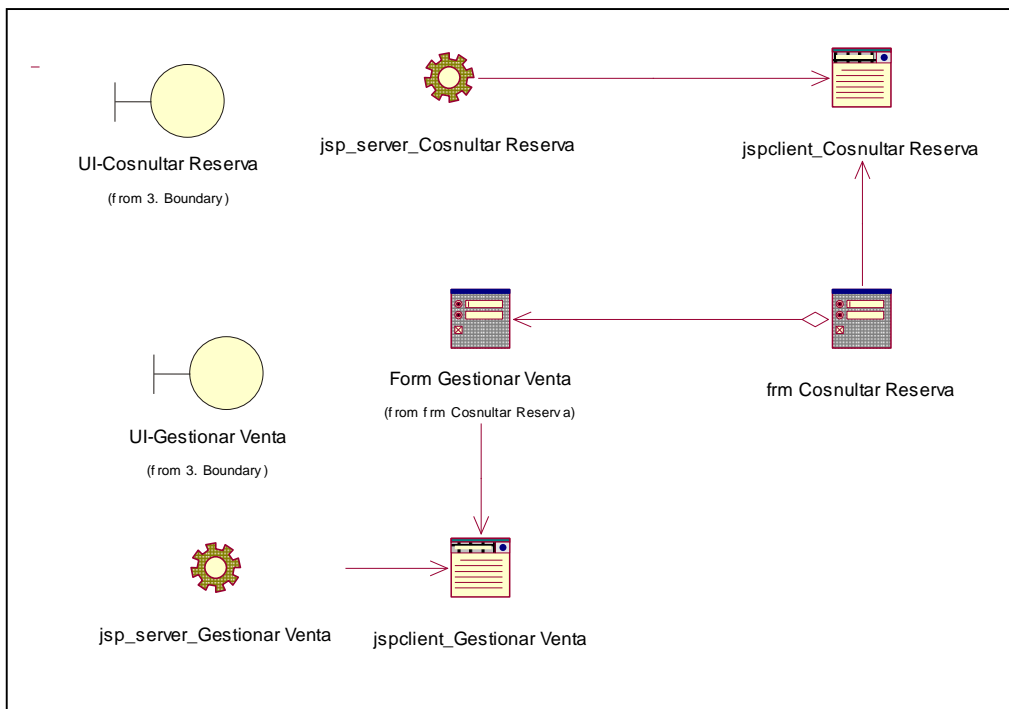 UI-Cosnultar Reserva
(from 3. Boundary)
jsp_server_Cosnultar Reserva
jspclient_Cosnultar Reserva
Form Gestionar Venta
(from frm Cosnultar Reserva)
frm Cosnultar Reserva
UI-Gestionar Venta
(from 3. Boundary)
jsp_server_Gestionar Venta
jspclient_Gestionar Venta